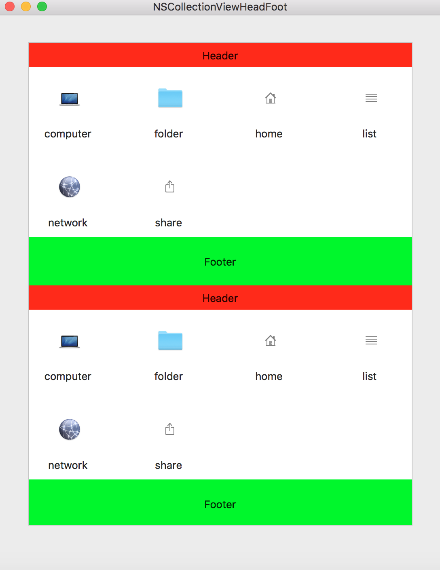 NSCollectionViewHeadFoot
Header
computer folder home list
network share
Footer
Header
computer folder home list
network share
Footer